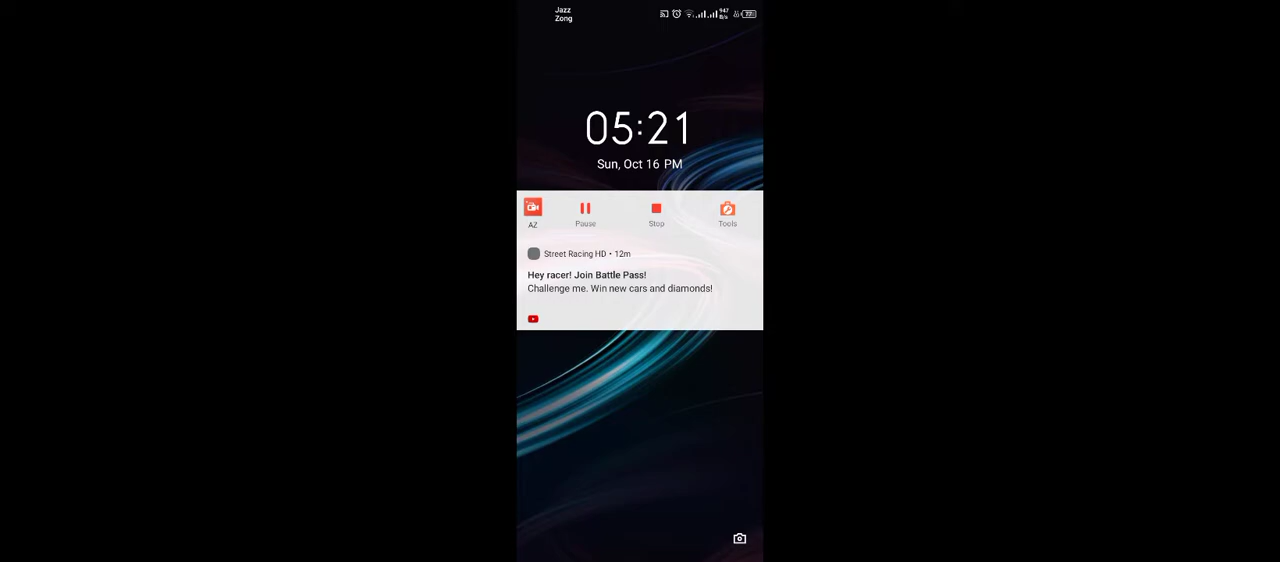 Jazz
Zong
947
B/s
05:21
Sun, Oct 16 PM
AZ
Pause
Stop
Tools
Street Racing HD • 12m
Hey racer! Join Battle Pass!
Challenge me. Win new cars and diamonds!